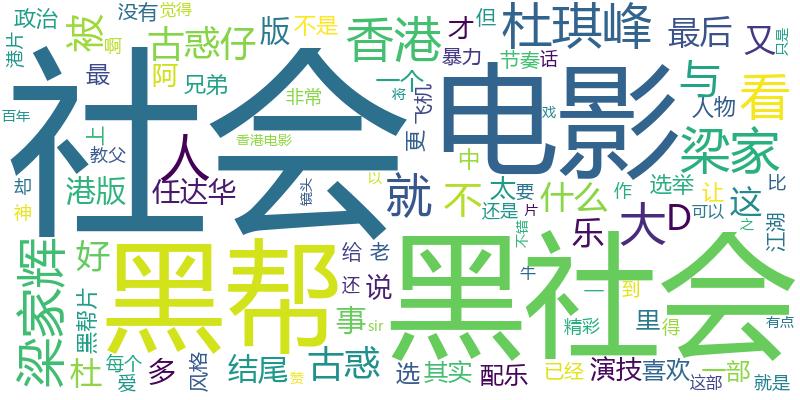 政治
没有
觉得
港片
啊
被
古惑仔
版
不是
香港
才
但
杜琪峰
最后
又
只是
最
阿
兄弟
非常
一个
暴力
节奏
话
与
看
百年
社会
电影
上
教父
人
香港电影
将
更
飞机
戏
人物
梁家
却
神
港版
任达华
镜头
以
就
不
中
太
要
什么
作
选举
让
这
比
还是
片
大
D
可以
之
江湖
乐
不错
梁家辉
好
黑帮
给
老
还
说
黑社会
牛
一
到
里
得
有点
精彩
黑帮片
事
sir
杜
每个
爱
多
风格
结尾
赞
古惑
选
其实
配乐
已经
演技
喜欢
这部
一部
就是